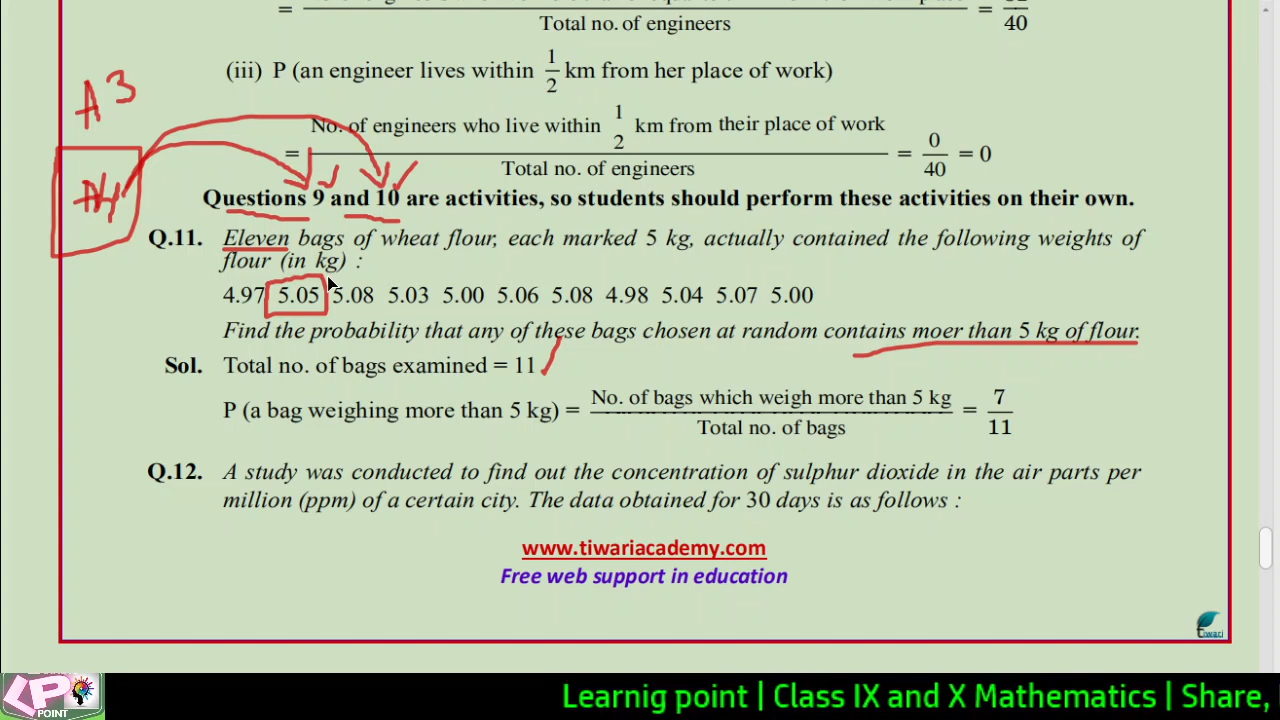 Total no. of engineers
40
(iii) P (an engineer lives within 1/2 km from her place of work)
A3
= No. of engineers who live within 1/2 km from their place of work / Total no. of engineers = 0/40 = 0
A4
Questions 9 and 10 are activities, so students should perform these activities on their own.
Q.11. Eleven bags of wheat flour, each marked 5 kg, actually contained the following weights of
flour (in kg) :
4.97 5.05 5.08 5.03 5.00 5.06 5.08 4.98 5.04 5.07 5.00
Find the probability that any of these bags chosen at random contains moer than 5 kg of flour.
Sol. Total no. of bags examined = 11
P (a bag weighing more than 5 kg) = No. of bags which weigh more than 5 kg / Total no. of bags = 7/11
Q.12. A study was conducted to find out the concentration of sulphur dioxide in the air parts per
million (ppm) of a certain city. The data obtained for 30 days is as follows :
www.tiwariacademy.com
Free web support in education
Tiwari
LP
POINT
Learnig point | Class IX and X Mathematics | Share,